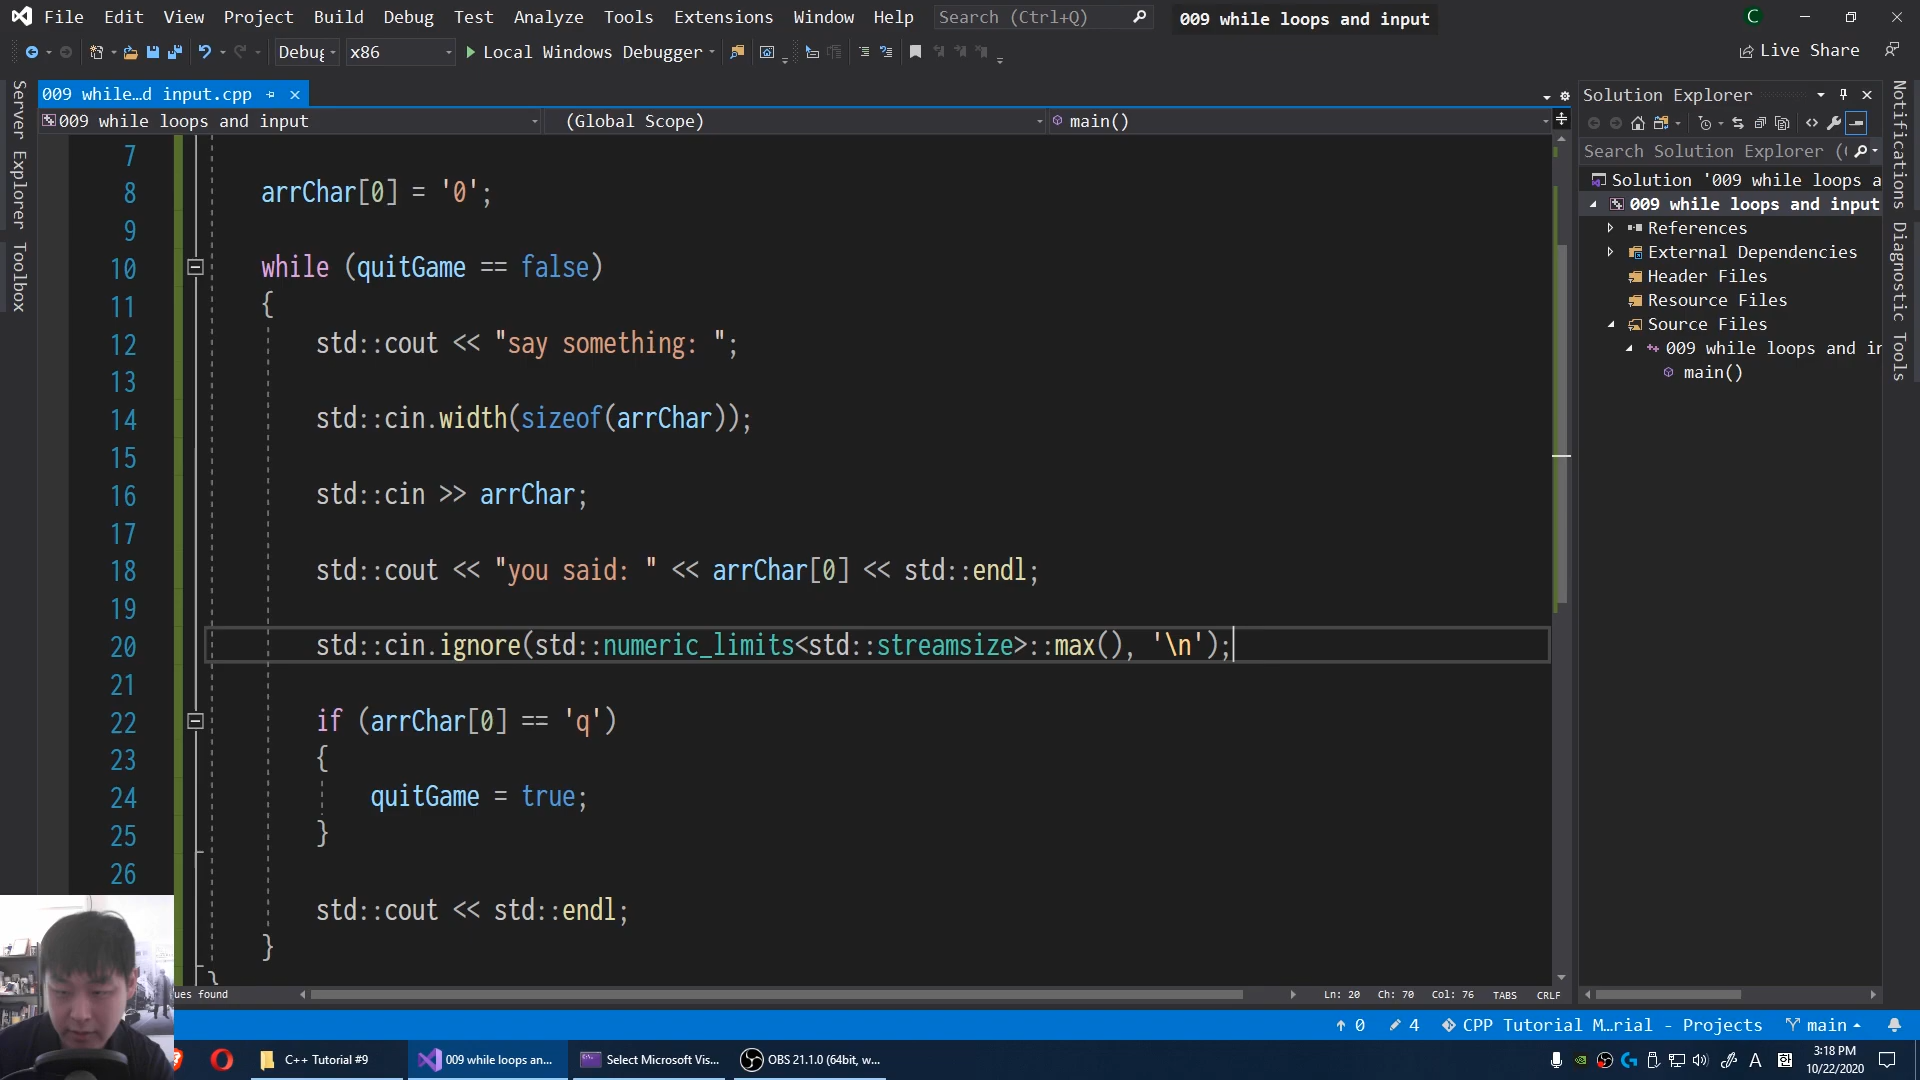 File Edit View Project Build Debug Test Analyze Tools Extensions Window Help Search (Ctrl+Q) 009 while loops and input C
Debug x86 Local Windows Debugger Live Share
009 while…d input.cpp
009 while loops and input (Global Scope) main()
Server Explorer Toolbox
7
8 arrChar[0] = '0';
9
10 while (quitGame == false)
11 {
12 std::cout << "say something: ";
13
14 std::cin.width(sizeof(arrChar));
15
16 std::cin >> arrChar;
17
18 std::cout << "you said: " << arrChar[0] << std::endl;
19
20 std::cin.ignore(std::numeric_limits<std::streamsize>::max(), '\n');
21
22 if (arrChar[0] == 'q')
23 {
24 quitGame = true;
25 }
26
std::cout << std::endl;
}
}
ues found Ln: 20 Ch: 70 Col: 76 TABS CRLF
Solution Explorer
Search Solution Explorer (
Solution '009 while loops a
009 while loops and input
References
External Dependencies
Header Files
Resource Files
Source Files
009 while loops and in
main()
Notifications Diagnostic Tools
0 4 CPP Tutorial M…rial - Projects main
C++ Tutorial #9 009 while loops an... Select Microsoft Vis... OBS 21.1.0 (64bit, w...
A 한 3:18 PM
10/22/2020